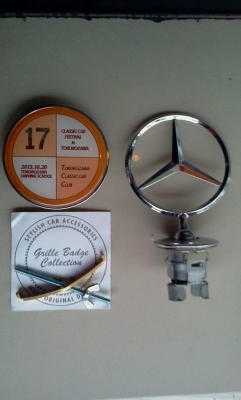 17
CLASSIC CAR
FESTIVAL
in
TOKOROZAWA
2013.10.20
TOKOROZAWA
DRIVING SCHOOL
TOKOROZAWA
CLASSIC CAR
CLUB
STYLISH CAR ACCESSORIES
Grille Badge
Collection
ORIGINAL